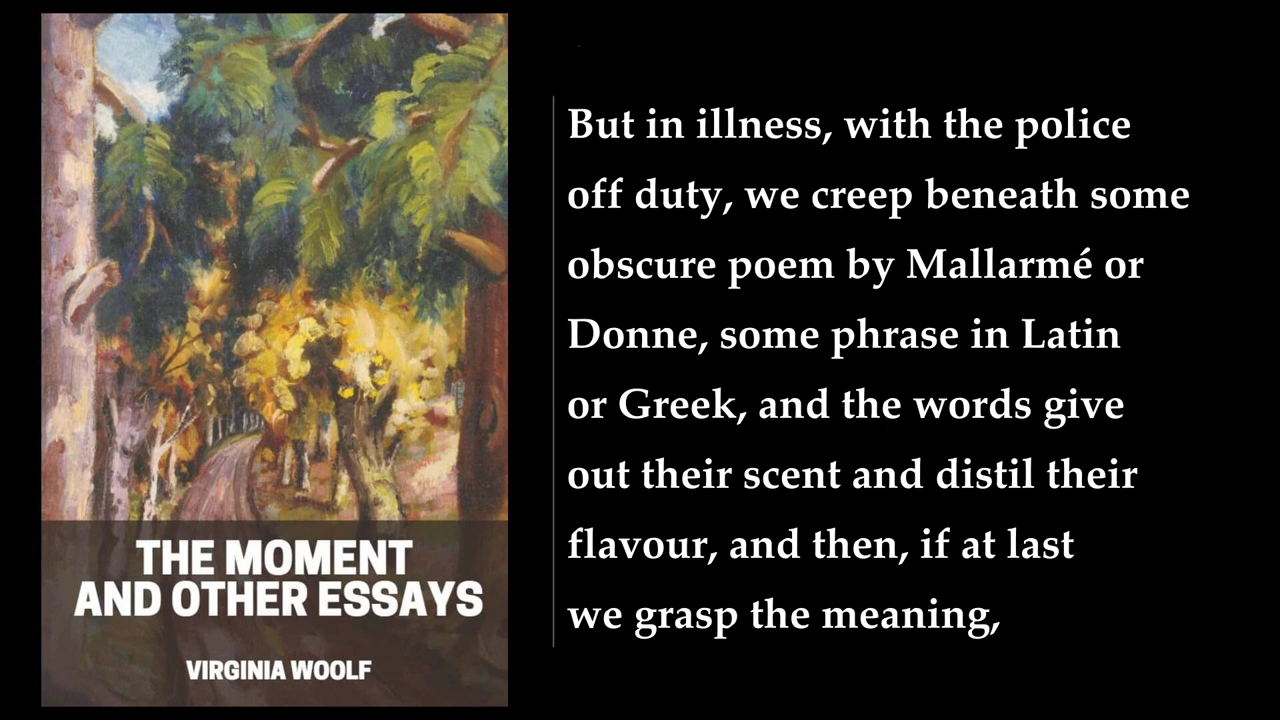 THE MOMENT
AND OTHER ESSAYS
VIRGINIA WOOLF
But in illness, with the police
off duty, we creep beneath some
obscure poem by Mallarmé or
Donne, some phrase in Latin
or Greek, and the words give
out their scent and distil their
flavour, and then, if at last
we grasp the meaning,